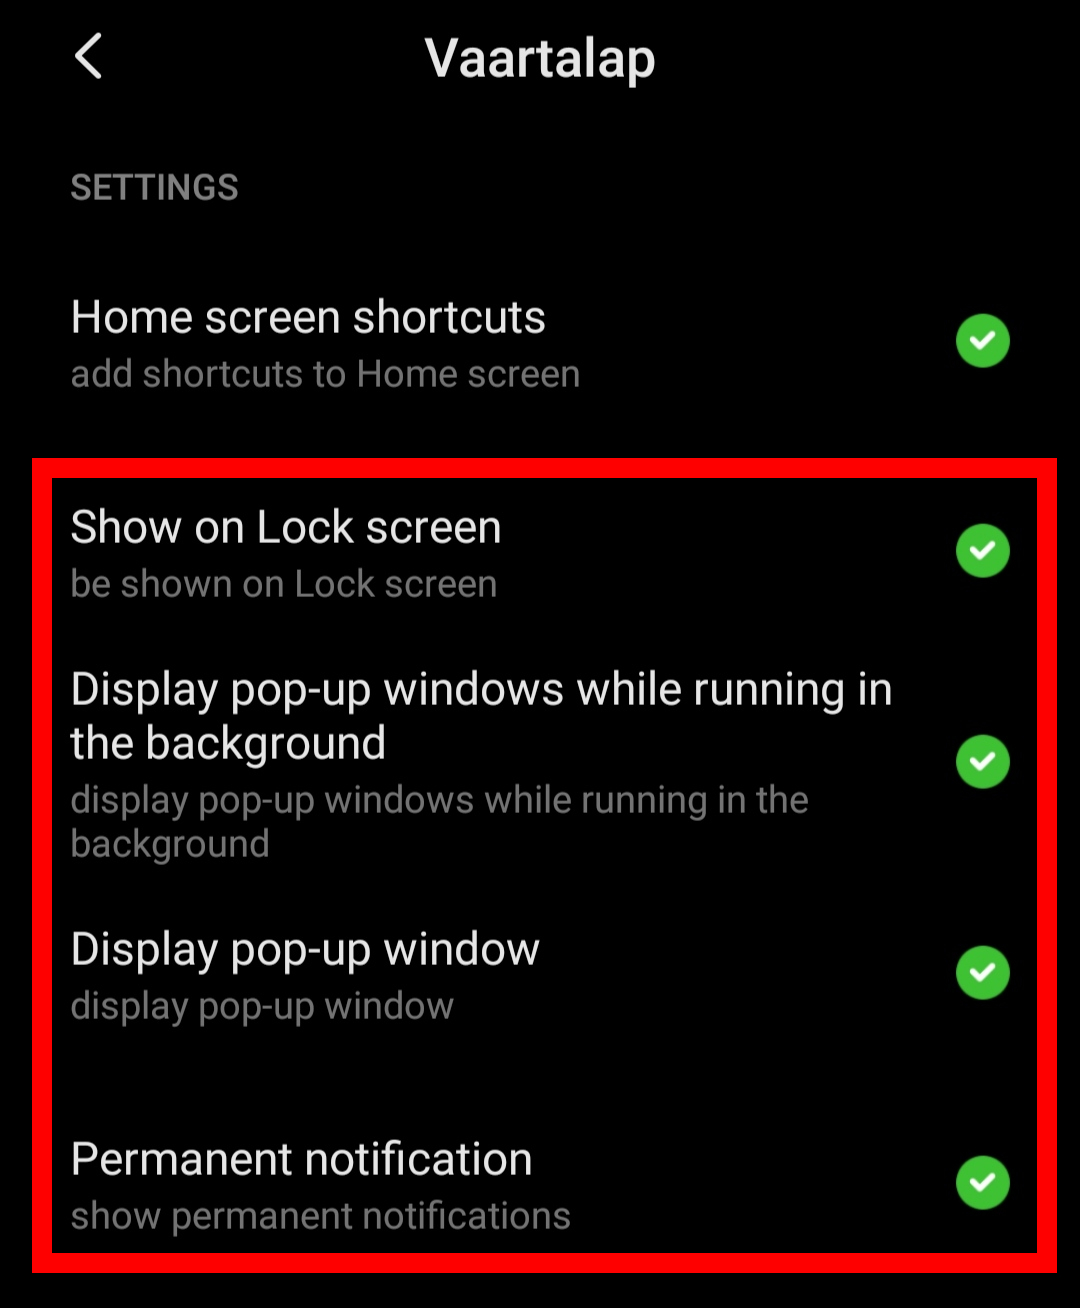 Vaartalap
SETTINGS
Home screen shortcuts
add shortcuts to Home screen
Show on Lock screen
be shown on Lock screen
Display pop-up windows while running in
the background
display pop-up windows while running in the
background
Display pop-up window
display pop-up window
Permanent notification
show permanent notifications